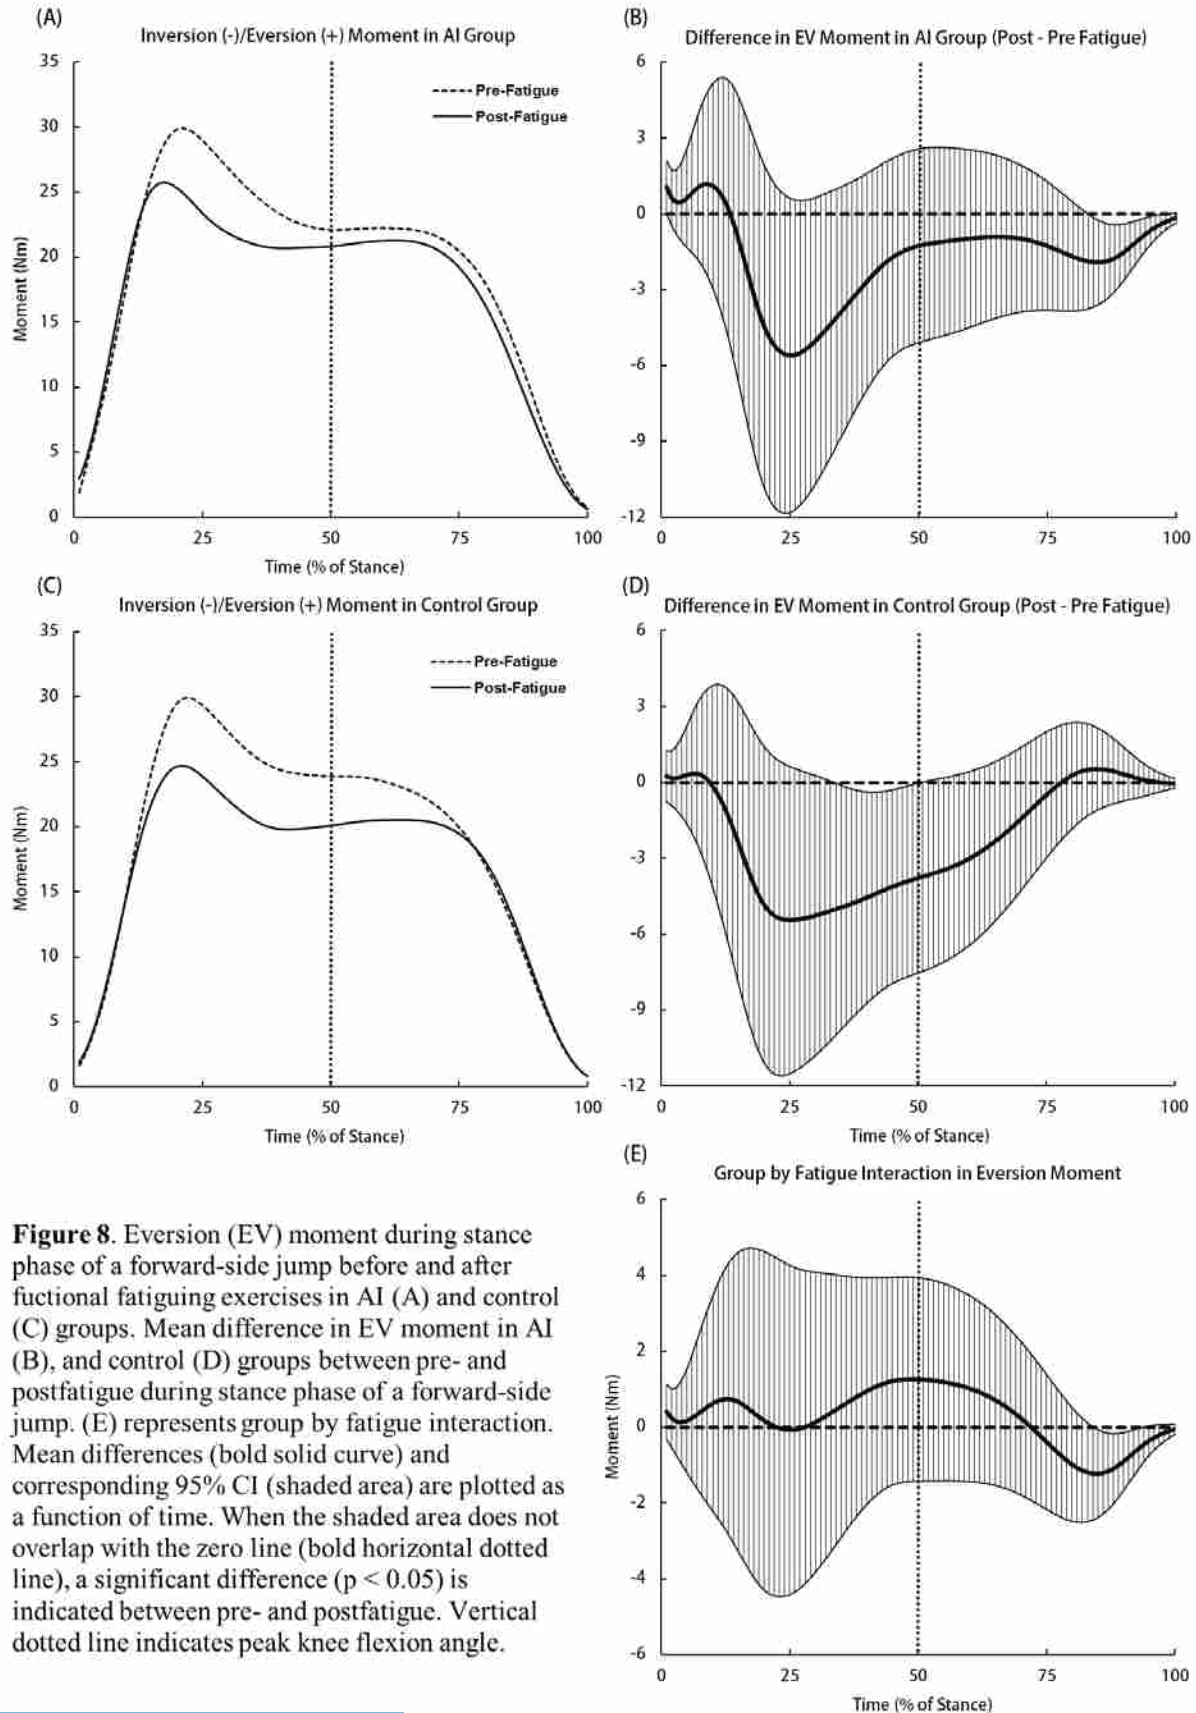 (A)
Inversion (-)/Eversion (+) Moment in AI Group
35
30
25
20
15
10
5
0
Moment (Nm)
Pre-Fatigue
Post-Fatigue
0 25 50 75 100
Time (% of Stance)
(B)
Difference in EV Moment in AI Group (Post - Pre Fatigue)
6
3
0
-3
-6
-9
-12
0 25 50 75 100
(C)
Inversion (-)/Eversion (+) Moment in Control Group
35
30
25
20
15
10
5
0
Moment (Nm)
Pre-Fatigue
Post-Fatigue
0 25 50 75 100
Time (% of Stance)
(D)
Difference in EV Moment in Control Group (Post - Pre Fatigue)
6
3
0
-3
-6
-9
-12
0 25 50 75 100
Time (% of Stance)
(E)
Group by Fatigue Interaction in Eversion Moment
6
4
2
0
-2
-4
-6
Moment (Nm)
0 25 50 75 100
Time (% of Stance)
Figure 8. Eversion (EV) moment during stance
phase of a forward-side jump before and after
fuctional fatiguing exercises in AI (A) and control
(C) groups. Mean difference in EV moment in AI
(B), and control (D) groups between pre- and
postfatigue during stance phase of a forward-side
jump. (E) represents group by fatigue interaction.
Mean differences (bold solid curve) and
corresponding 95% CI (shaded area) are plotted as
a function of time. When the shaded area does not
overlap with the zero line (bold horizontal dotted
line), a significant difference (p < 0.05) is
indicated between pre- and postfatigue. Vertical
dotted line indicates peak knee flexion angle.